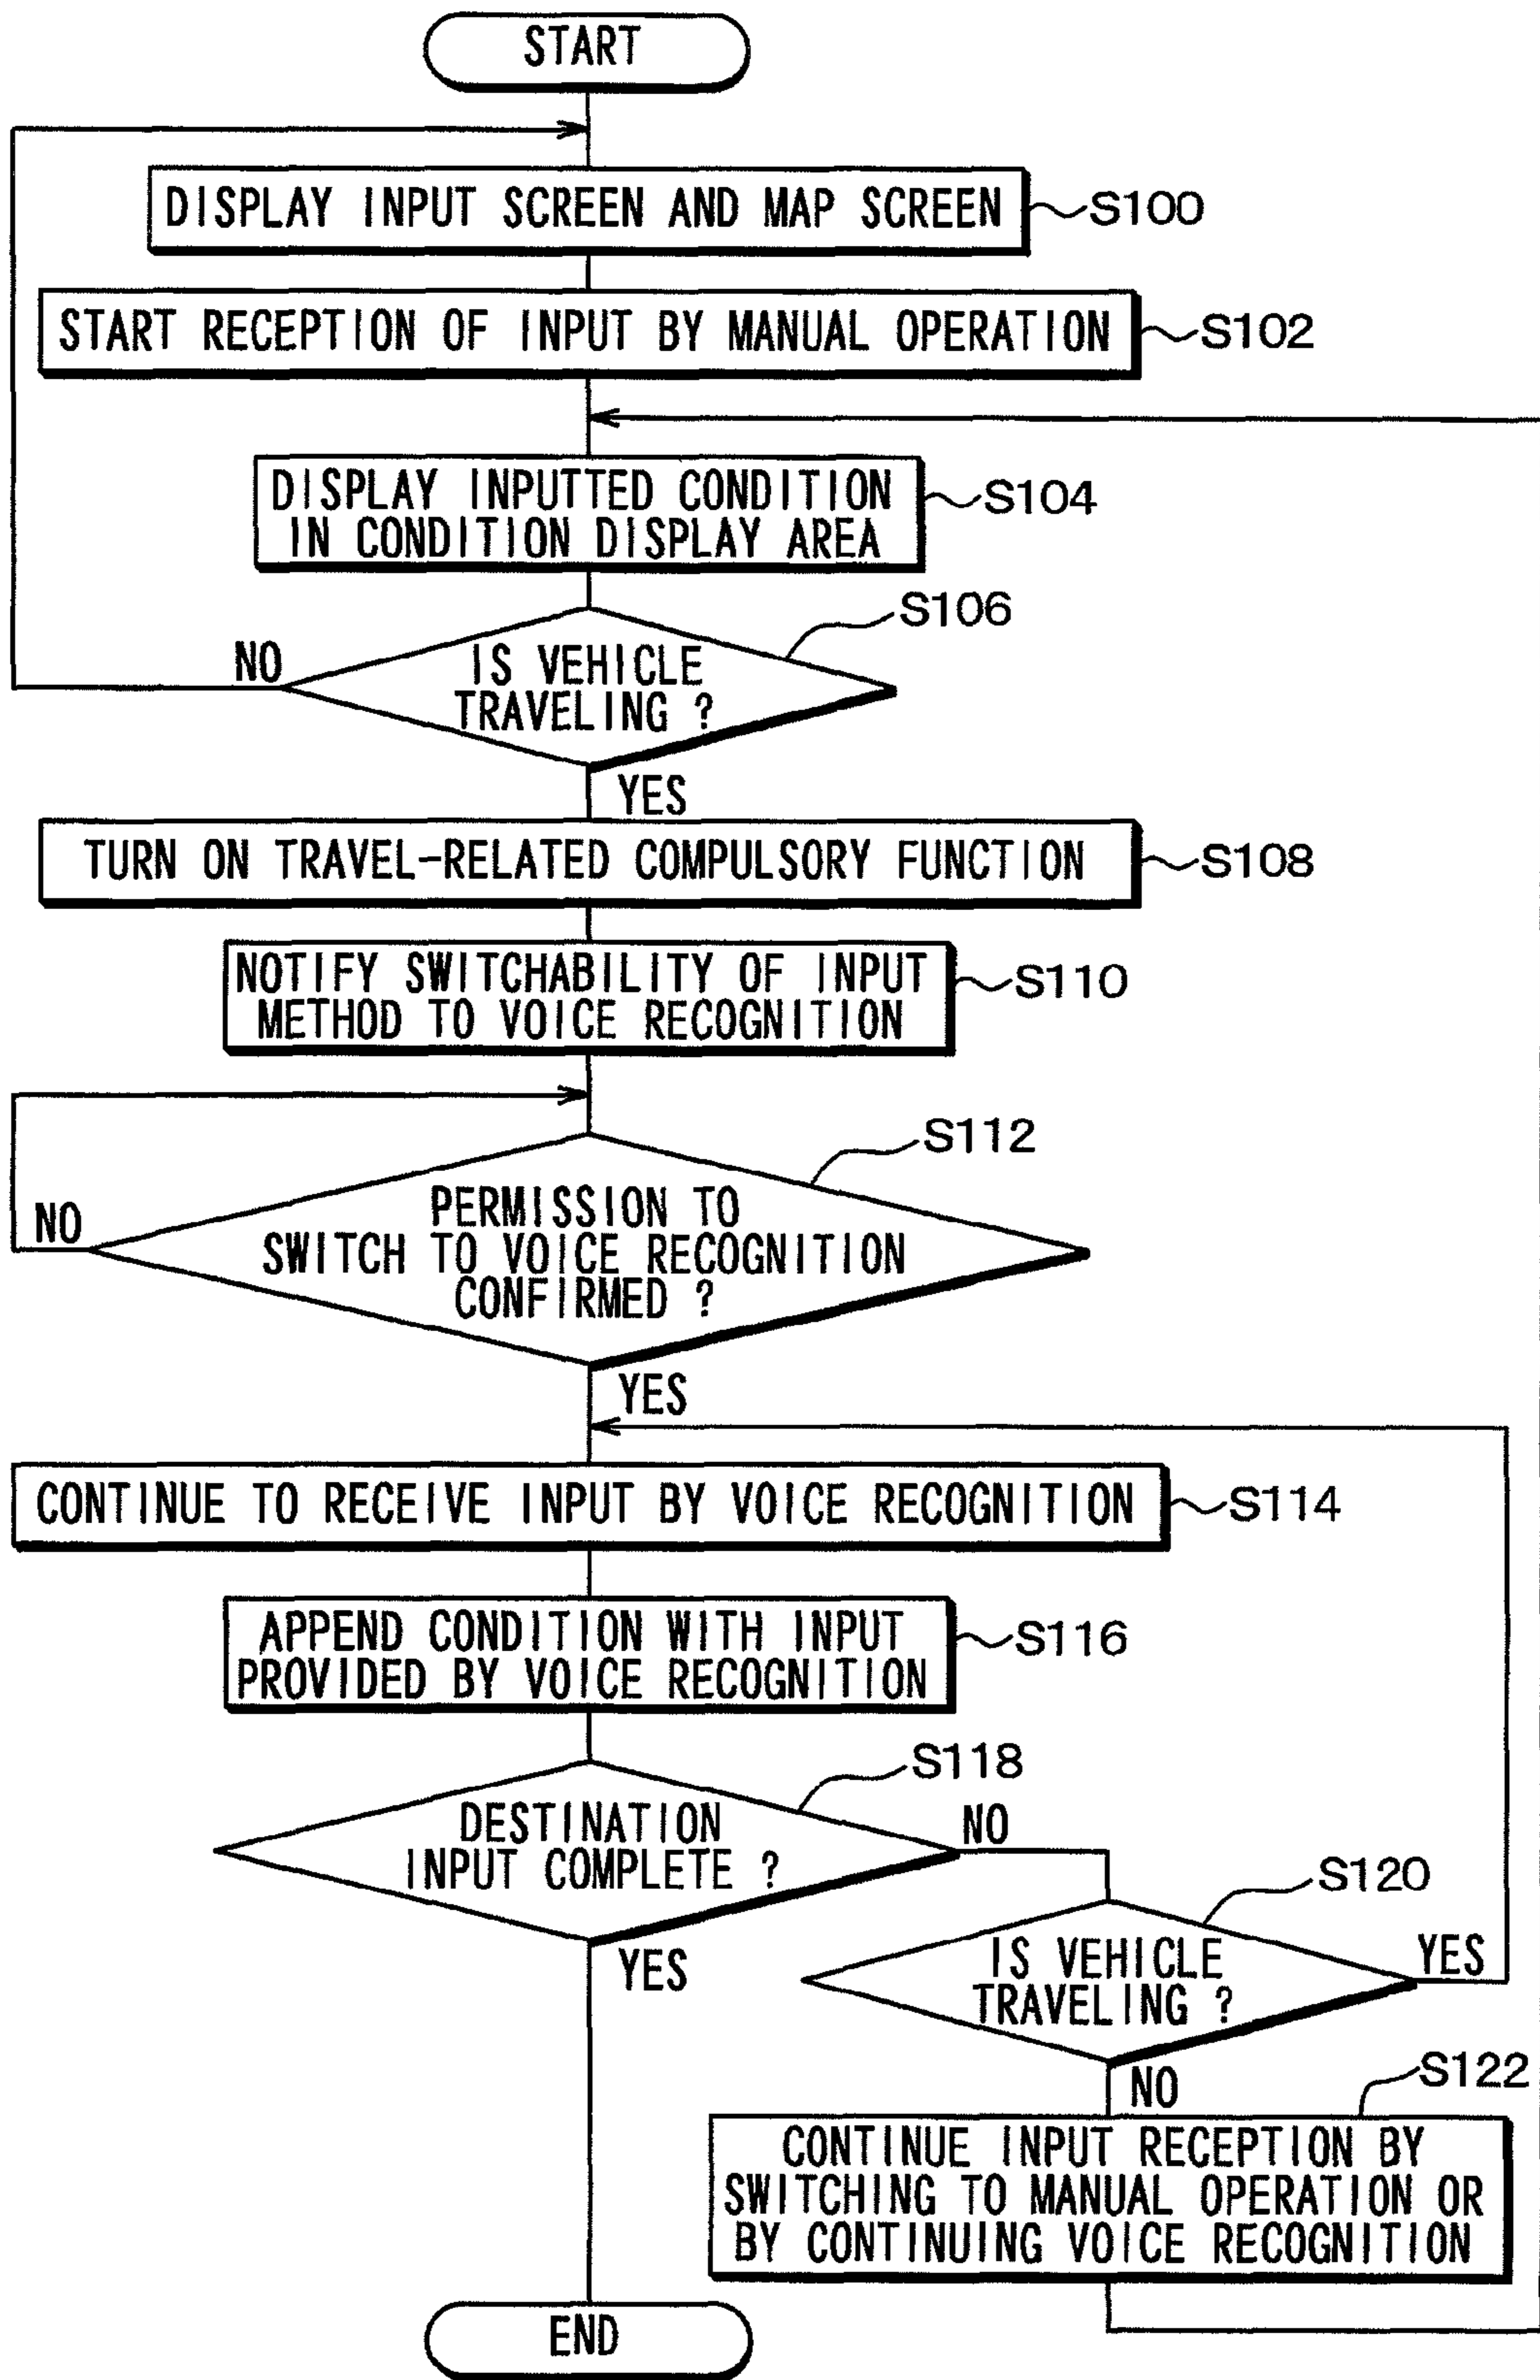 START
DISPLAY INPUT SCREEN AND MAP SCREEN
S100
START RECEPTION OF INPUT BY MANUAL OPERATION
S102
DISPLAY INPUTTED CONDITION
IN CONDITION DISPLAY AREA
S104
S106
NO
IS VEHICLE
TRAVELING ?
YES
TURN ON TRAVEL-RELATED COMPULSORY FUNCTION
S108
NOTIFY SWITCHABILITY OF INPUT
METHOD TO VOICE RECOGNITION
S110
S112
NO
PERMISSION TO
SWITCH TO VOICE RECOGNITION
CONFIRMED ?
YES
CONTINUE TO RECEIVE INPUT BY VOICE RECOGNITION
S114
APPEND CONDITION WITH INPUT
PROVIDED BY VOICE RECOGNITION
S116
S118
DESTINATION
INPUT COMPLETE ?
NO
YES
S120
IS VEHICLE
TRAVELING ?
YES
NO
S122
CONTINUE INPUT RECEPTION BY
SWITCHING TO MANUAL OPERATION OR
BY CONTINUING VOICE RECOGNITION
END